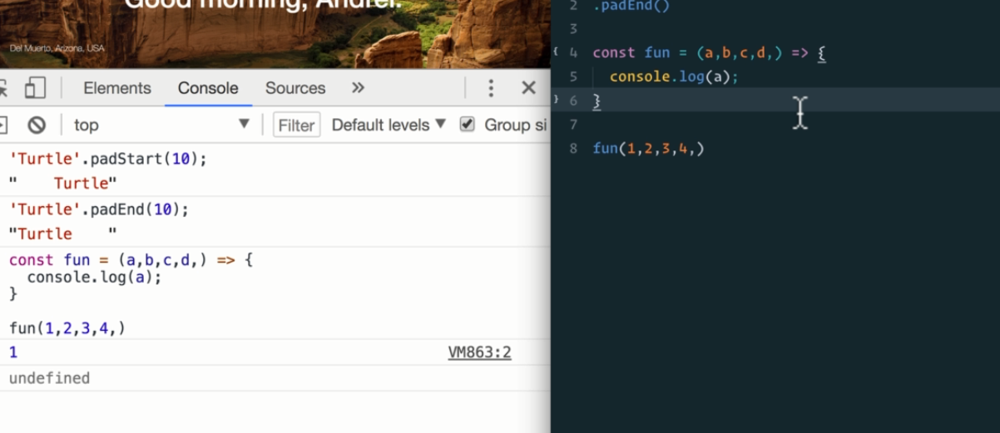 Good morning, Andrei.
Del Muerto, Arizona, USA
Elements Console Sources »
top ▼ Filter Default levels ▼ Group si
'Turtle'.padStart(10);
"    Turtle"
'Turtle'.padEnd(10);
"Turtle    "
const fun = (a,b,c,d,) => {
  console.log(a);
}
fun(1,2,3,4,)
1 VM863:2
undefined
2 .padEnd()
3
4 const fun = (a,b,c,d,) => {
5   console.log(a);
6 }
7
8 fun(1,2,3,4,)